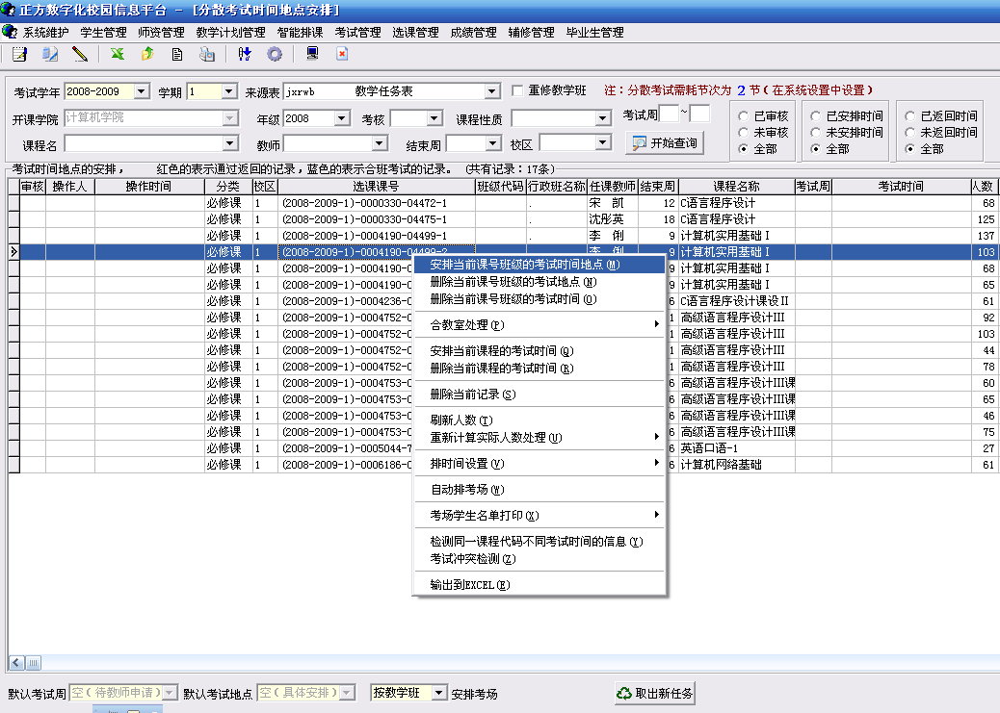 正方数字化校园信息平台 - [分散考试时间地点安排]
系统维护 学生管理 师资管理 教学计划管理 智能排课 考试管理 选课管理 成绩管理 辅修管理 毕业生管理
考试学年 2008-2009 学期 1 来源表 jxrwb 教学任务表 重修教学班 注：分散考试需耗节次为 2 节(在系统设置中设置)
开课学院 计算机学院 年级 2008 考核 课程性质 考试周 ~ 已审核 已安排时间 已返回时间
未审核 未安排时间 未返回时间
课程名 教师 结束周 校区 开始查询 全部 全部 全部
考试时间地点的安排， 红色的表示通过返回的记录，蓝色的表示合班考试的记录。 (共有记录：17条)
审核 操作人 操作时间 分类 校区 选课课号 班级代码 行政班名称 任课教师 结束周 课程名称 考试周 考试时间 人数
必修课 1 (2008-2009-1)-0000330-04472-1 . 宋 凯 12 C语言程序设计 68
必修课 1 (2008-2009-1)-0000330-04475-1 . 沈彤英 18 C语言程序设计 125
必修课 1 (2008-2009-1)-0004190-04499-1 . 李 俐 9 计算机实用基础Ⅰ 137
必修课 1 (2008-2009-1)-0004190-04499-2 . 李 俐 9 计算机实用基础Ⅰ 103
必修课 1 (2008-2009-1)-0004190-0 9 计算机实用基础Ⅰ 68
必修课 1 (2008-2009-1)-0004190-0 9 计算机实用基础Ⅰ 65
必修课 1 (2008-2009-1)-0004236-0 6 C语言程序设计课设Ⅱ 61
必修课 1 (2008-2009-1)-0004752-0 1 高级语言程序设计III 92
必修课 1 (2008-2009-1)-0004752-0 1 高级语言程序设计III 103
必修课 1 (2008-2009-1)-0004752-0 1 高级语言程序设计III 44
必修课 1 (2008-2009-1)-0004752-0 1 高级语言程序设计III 78
必修课 1 (2008-2009-1)-0004753-0 6 高级语言程序设计III课 60
必修课 1 (2008-2009-1)-0004753-0 6 高级语言程序设计III课 65
必修课 1 (2008-2009-1)-0004753-0 6 高级语言程序设计III课 46
必修课 1 (2008-2009-1)-0004753-0 6 高级语言程序设计III课 75
必修课 1 (2008-2009-1)-0005044-7 6 英语口语-1 27
必修课 1 (2008-2009-1)-0006186-0 6 计算机网络基础 61
安排当前课号班级的考试时间地点(M)
删除当前课号班级的考试地点(N)
删除当前课号班级的考试时间(O)
合教室处理(P)
安排当前课程的考试时间(Q)
删除当前课程的考试时间(R)
删除当前记录(S)
刷新人数(T)
重新计算实际人数处理(U)
排时间设置(V)
自动排考场(W)
考场学生名单打印(X)
检测同一课程代码不同考试时间的信息(Y)
考试冲突检测(Z)
输出到EXCEL(E)
默认考试周 空(待教师申请) 默认考试地点 空(具体安排) 按教学班 安排考场 取出新任务